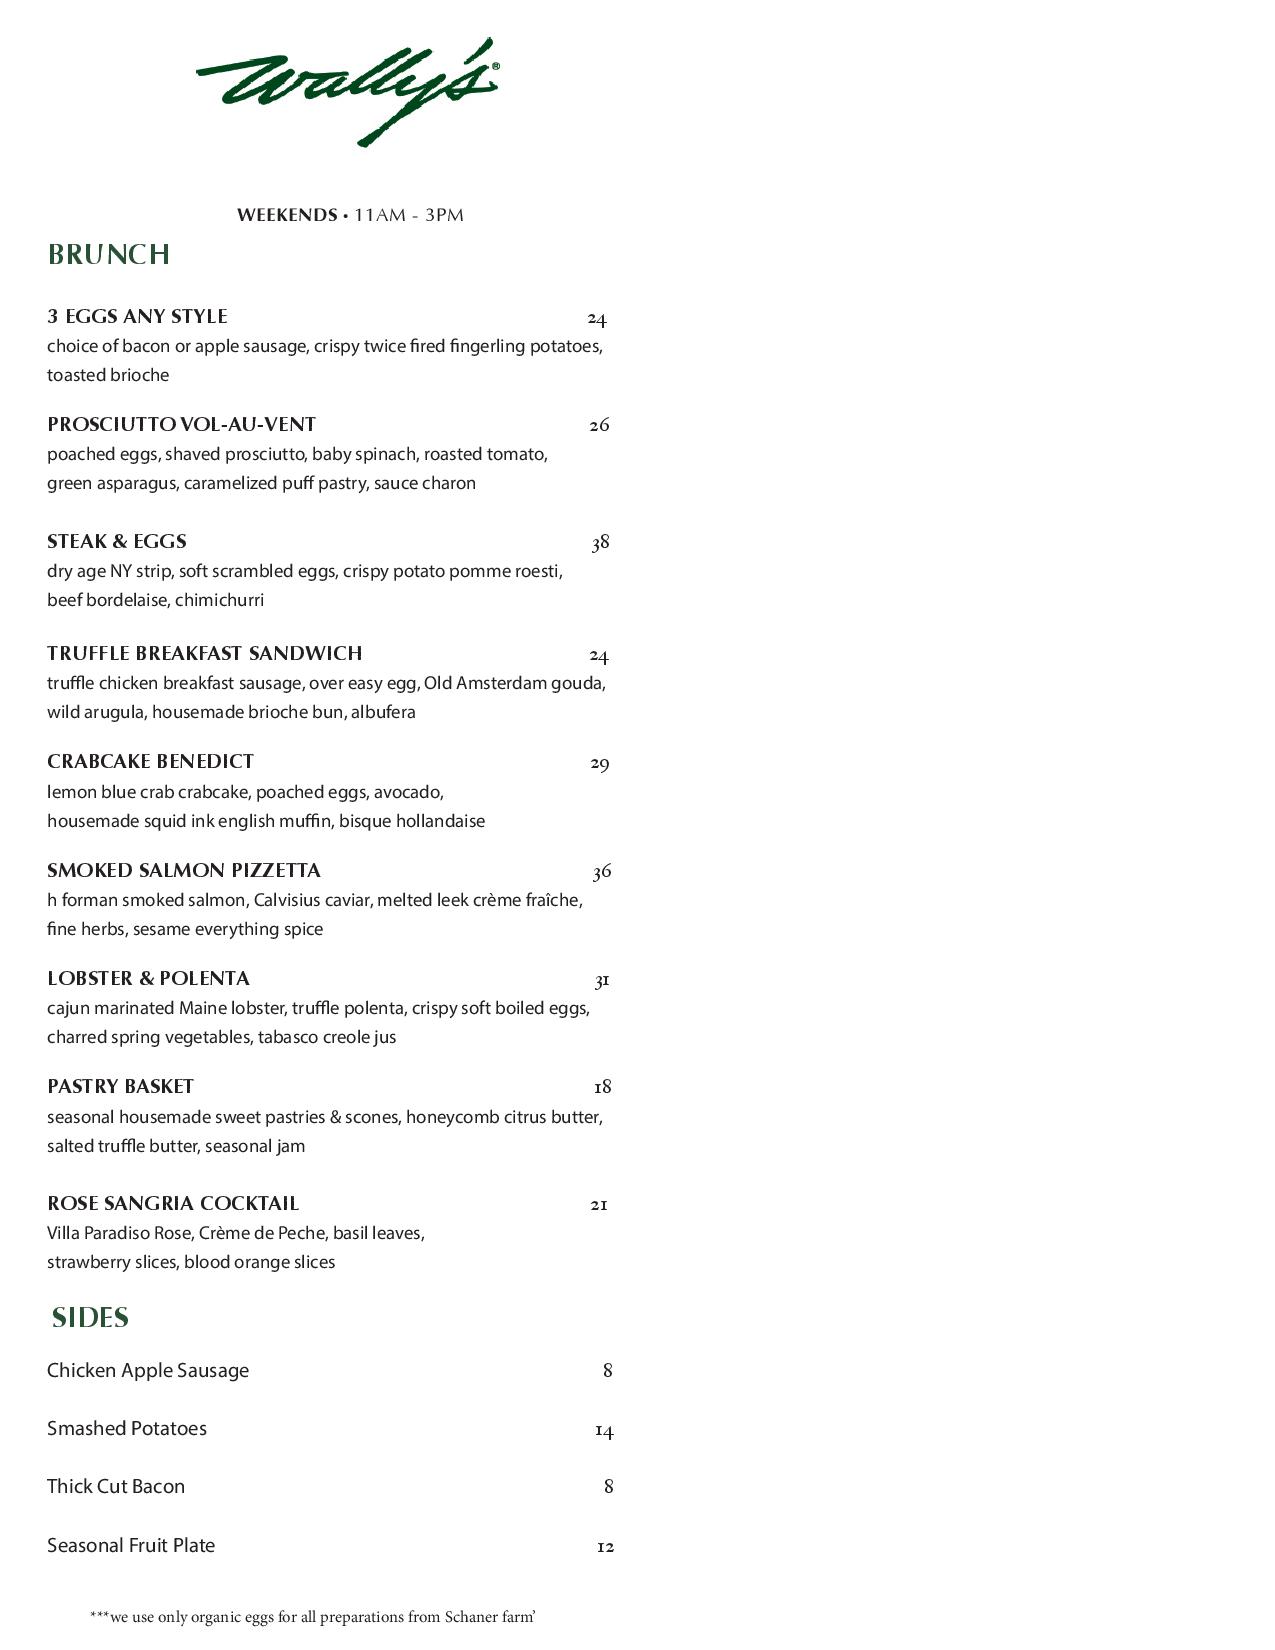 Wally's®
WEEKENDS • 11AM - 3PM
BRUNCH
3 EGGS ANY STYLE 24
choice of bacon or apple sausage, crispy twice fired fingerling potatoes,
toasted brioche
PROSCIUTTO VOL-AU-VENT 26
poached eggs, shaved prosciutto, baby spinach, roasted tomato,
green asparagus, caramelized puff pastry, sauce charon
STEAK & EGGS 38
dry age NY strip, soft scrambled eggs, crispy potato pomme roesti,
beef bordelaise, chimichurri
TRUFFLE BREAKFAST SANDWICH 24
truffle chicken breakfast sausage, over easy egg, Old Amsterdam gouda,
wild arugula, housemade brioche bun, albufera
CRABCAKE BENEDICT 29
lemon blue crab crabcake, poached eggs, avocado,
housemade squid ink english muffin, bisque hollandaise
SMOKED SALMON PIZZETTA 36
h forman smoked salmon, Calvisius caviar, melted leek crème fraîche,
fine herbs, sesame everything spice
LOBSTER & POLENTA 31
cajun marinated Maine lobster, truffle polenta, crispy soft boiled eggs,
charred spring vegetables, tabasco creole jus
PASTRY BASKET 18
seasonal housemade sweet pastries & scones, honeycomb citrus butter,
salted truffle butter, seasonal jam
ROSE SANGRIA COCKTAIL 21
Villa Paradiso Rose, Crème de Peche, basil leaves,
strawberry slices, blood orange slices
SIDES
Chicken Apple Sausage 8
Smashed Potatoes 14
Thick Cut Bacon 8
Seasonal Fruit Plate 12
***we use only organic eggs for all preparations from Schaner farm'